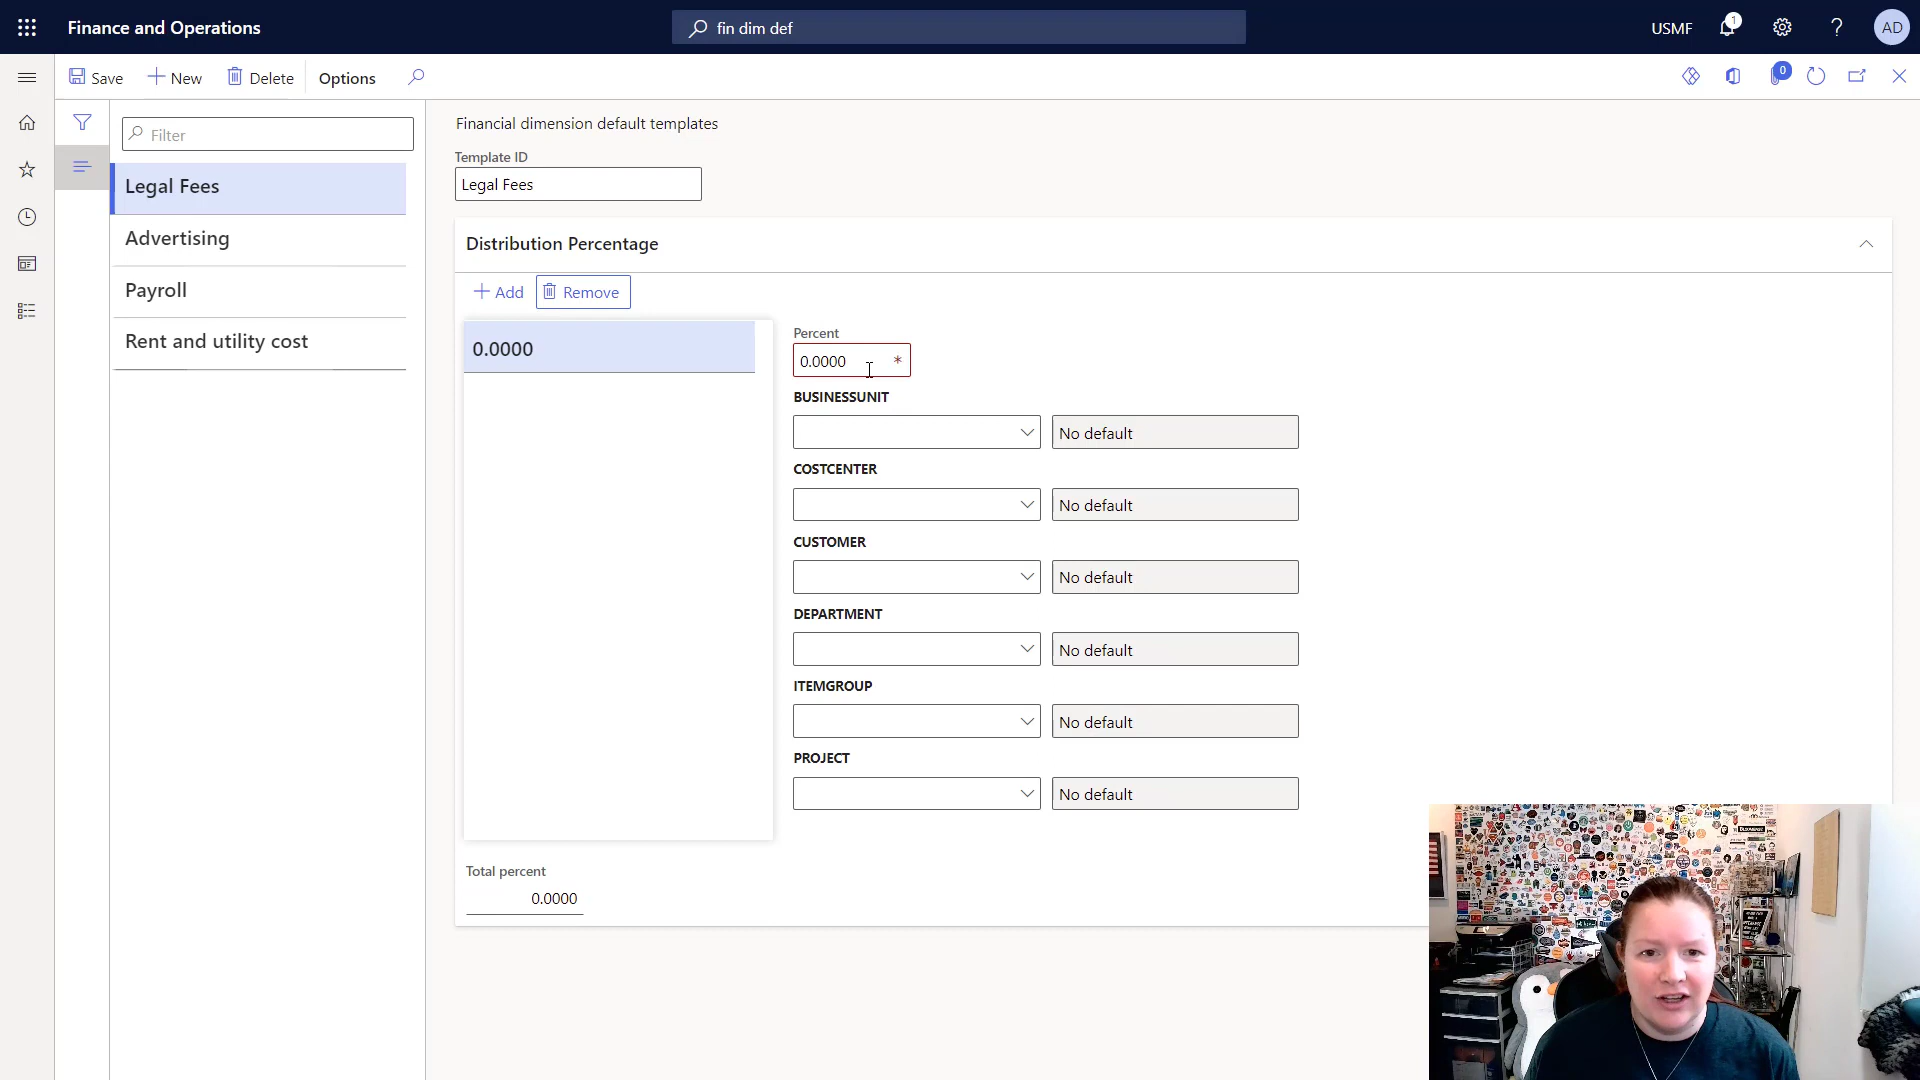 Finance and Operations
fin dim def
USMF
1
?
AD
Save
New
Delete
Options
0
Filter
Legal Fees
Advertising
Payroll
Rent and utility cost
Financial dimension default templates
Template ID
Legal Fees
Distribution Percentage
Add
Remove
0.0000
Percent
0.0000 *
BUSINESSUNIT
No default
COSTCENTER
No default
CUSTOMER
No default
DEPARTMENT
No default
ITEMGROUP
No default
PROJECT
No default
Total percent
0.0000